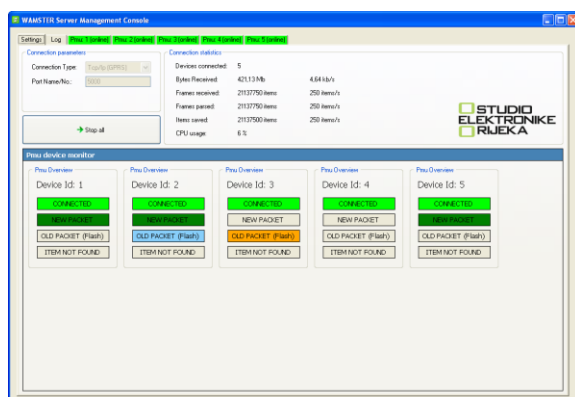 WAMSTER Server Management Console
Settings Log Pmu: 1 (online) Pmu: 2 (online) Pmu: 3 (online) Pmu: 4 (online) Pmu: 5 (online)
Connection parameters
Connection Type: Tcp/Ip (GPRS)
Port Name/No.: 5000
Stop all
Connection statistics
Devices connected: 5
Bytes Received: 421,13 Mb 4,64 kb/s
Frames received: 21137750 items 250 items/s
Frames parsed: 21137750 items 250 items/s
Items saved: 21137500 items 250 items/s
CPU usage: 6 %
STUDIO
ELEKTRONIKE
RIJEKA
Pmu device monitor
Pmu Overview Pmu Overview Pmu Overview Pmu Overview Pmu Overview
Device Id: 1 Device Id: 2 Device Id: 3 Device Id: 4 Device Id: 5
CONNECTED CONNECTED CONNECTED CONNECTED CONNECTED
NEW PACKET NEW PACKET NEW PACKET NEW PACKET NEW PACKET
OLD PACKET (Flash) OLD PACKET (Flash) OLD PACKET (Flash) OLD PACKET (Flash) OLD PACKET (Flash)
ITEM NOT FOUND ITEM NOT FOUND ITEM NOT FOUND ITEM NOT FOUND ITEM NOT FOUND